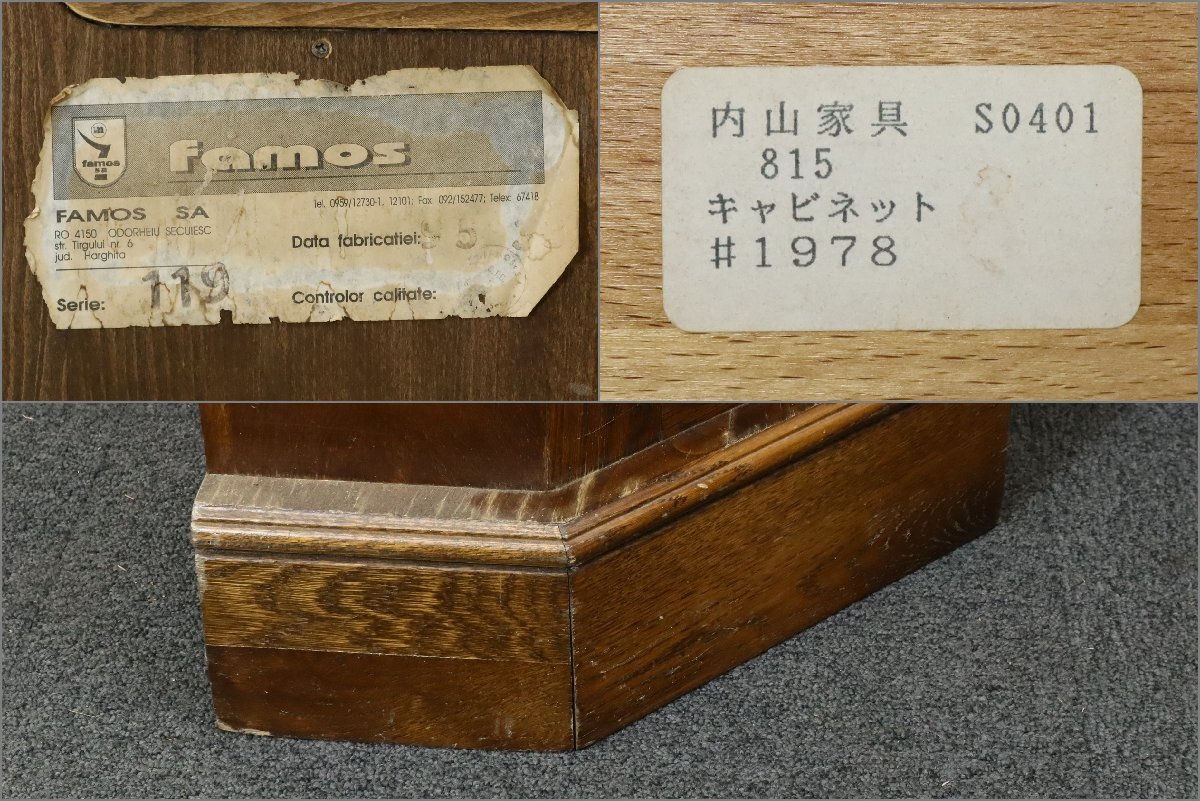 famos
sa
famos
FAMOS SA
RO 4150 ODORHEIU SECUIESC
str. Tirgului nr. 6
jud. Harghita
Tel. 0959/12730-1, 12101; Fax 092/152477; Telex: 67418
Data fabricatiei:
Serie: 119
Controlor calitate:
内山家具 S0401
815
キャビネット
#1978